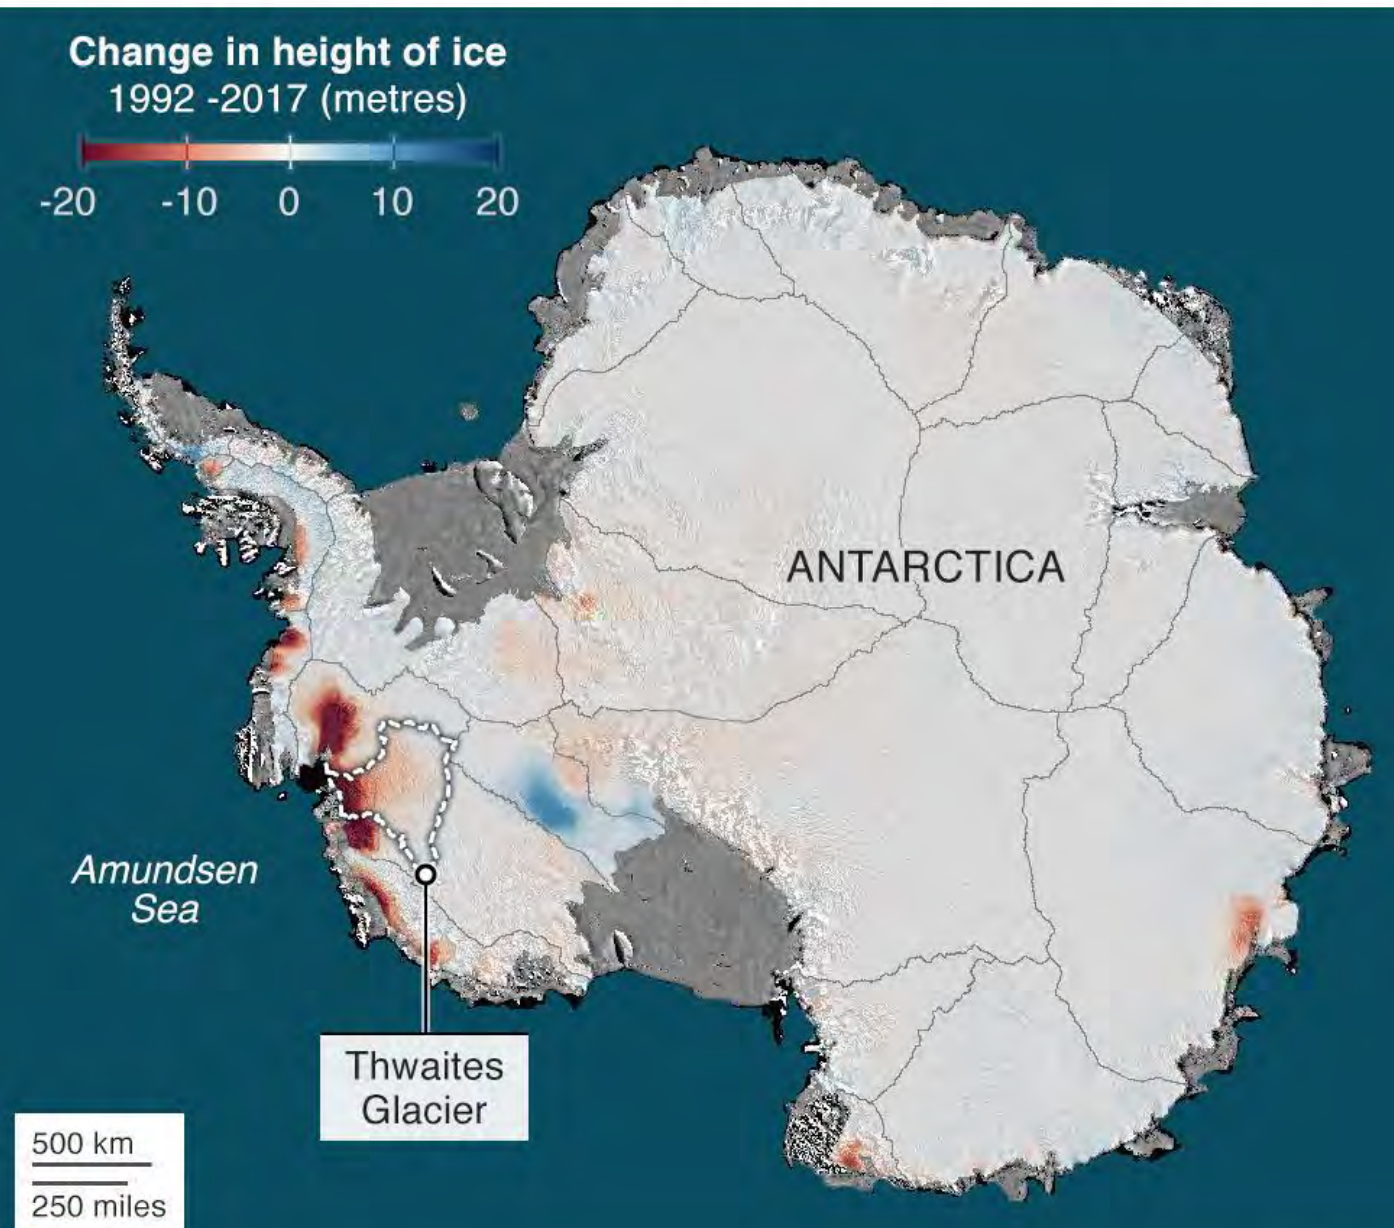 Change in height of ice
1992 -2017 (metres)
-20 -10 0 10 20
ANTARCTICA
Amundsen
Sea
Thwaites
Glacier
500 km
250 miles